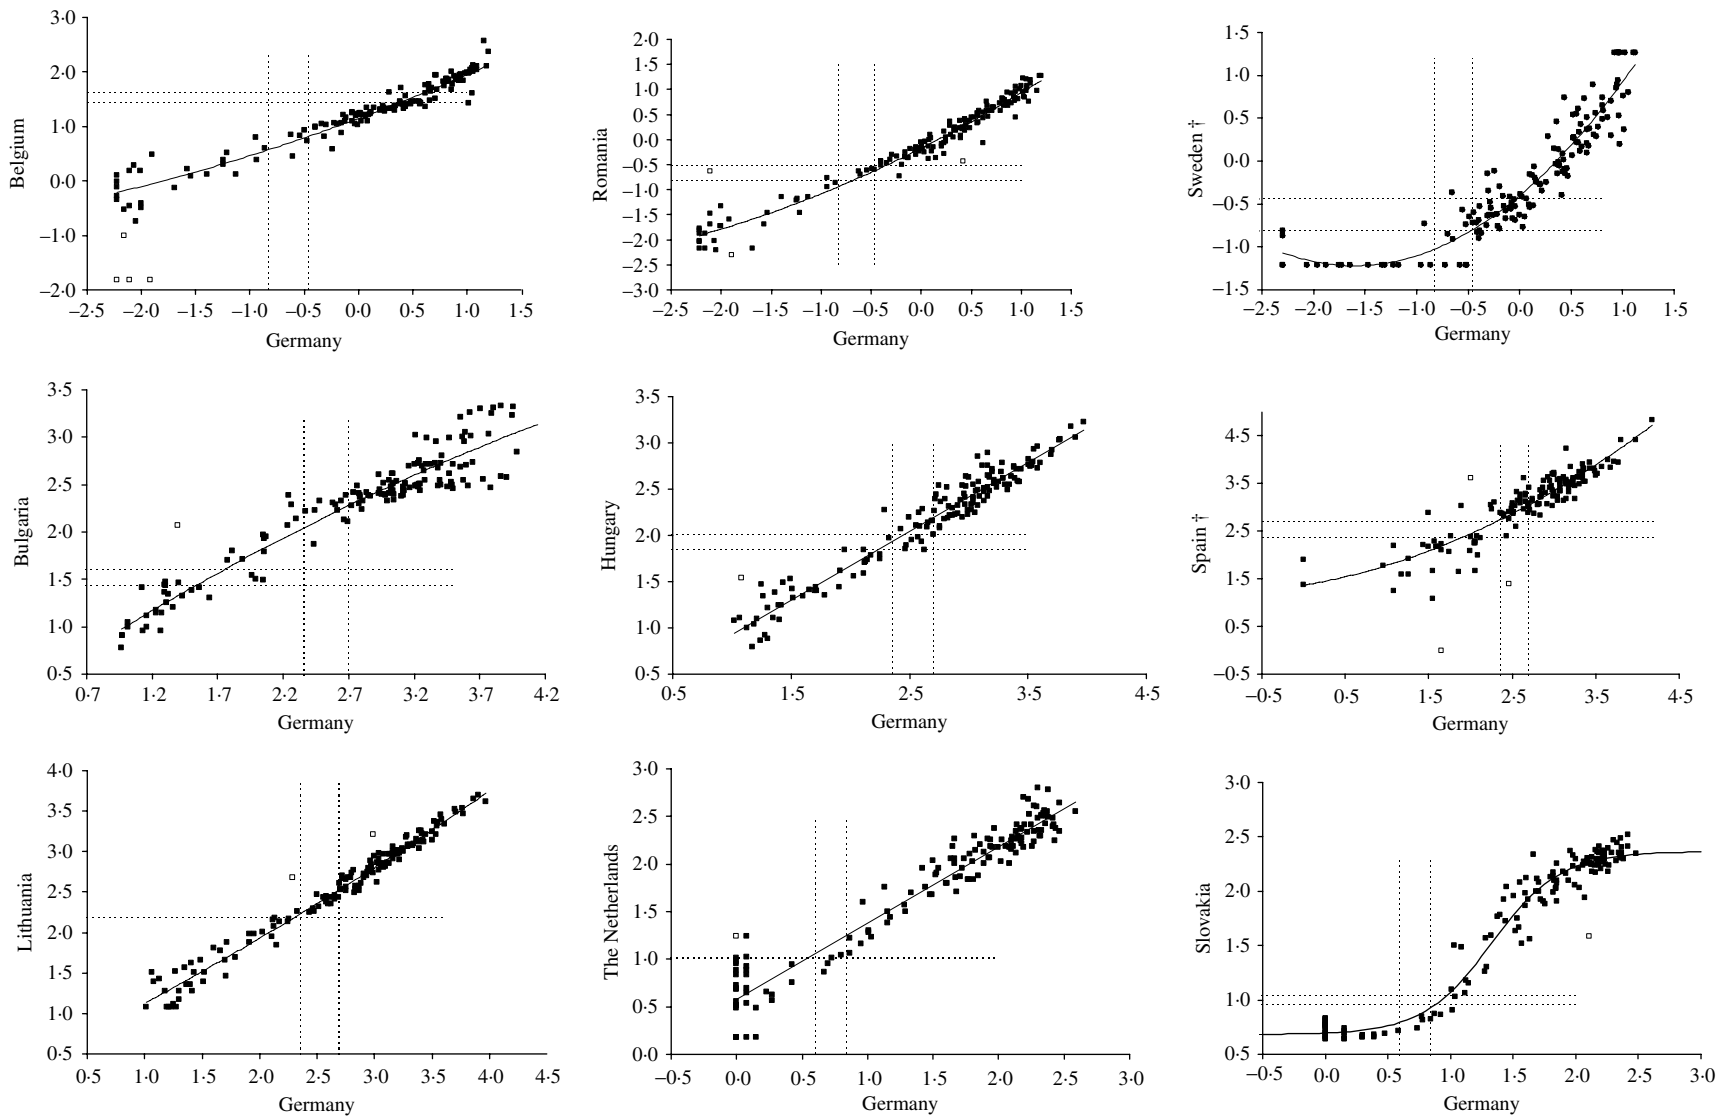 3·0
2·0
1·0
0·0
−1·0
−2·0
Belgium
−2·5 −2·0 −1·5 −1·0 −0·5 0·0 0·5 1·0 1·5
Germany
2·0
1·5
1·0
0·5
0·0
−0·5
−1·0
−1·5
−2·0
−2·5
−3·0
Romania
−2·5 −2·0 −1·5 −1·0 −0·5 0·0 0·5 1·0 1·5
Germany
1·5
1·0
0·5
0·0
−0·5
−1·0
−1·5
Sweden †
−2·5 −2·0 −1·5 −1·0 −0·5 0·0 0·5 1·0 1·5
Germany
3·5
3·0
2·5
2·0
1·5
1·0
0·5
Bulgaria
0·7 1·2 1·7 2·2 2·7 3·2 3·7 4·2
Germany
3·5
3·0
2·5
2·0
1·5
1·0
0·5
Hungary
0·5 1·5 2·5 3·5 4·5
Germany
4·5
3·5
2·5
1·5
0·5
−0·5
Spain †
−0·5 0·5 1·5 2·5 3·5 4·5
Germany
4·0
3·5
3·0
2·5
2·0
1·5
1·0
0·5
Lithuania
0·5 1·0 1·5 2·0 2·5 3·0 3·5 4·0 4·5
Germany
3·0
2·5
2·0
1·5
1·0
0·5
0·0
The Netherlands
−0·5 0·0 0·5 1·0 1·5 2·0 2·5 3·0
Germany
3·0
2·5
2·0
1·5
1·0
0·5
Slovakia
−0·5 0·0 0·5 1·0 1·5 2·0 2·5 3·0
Germany